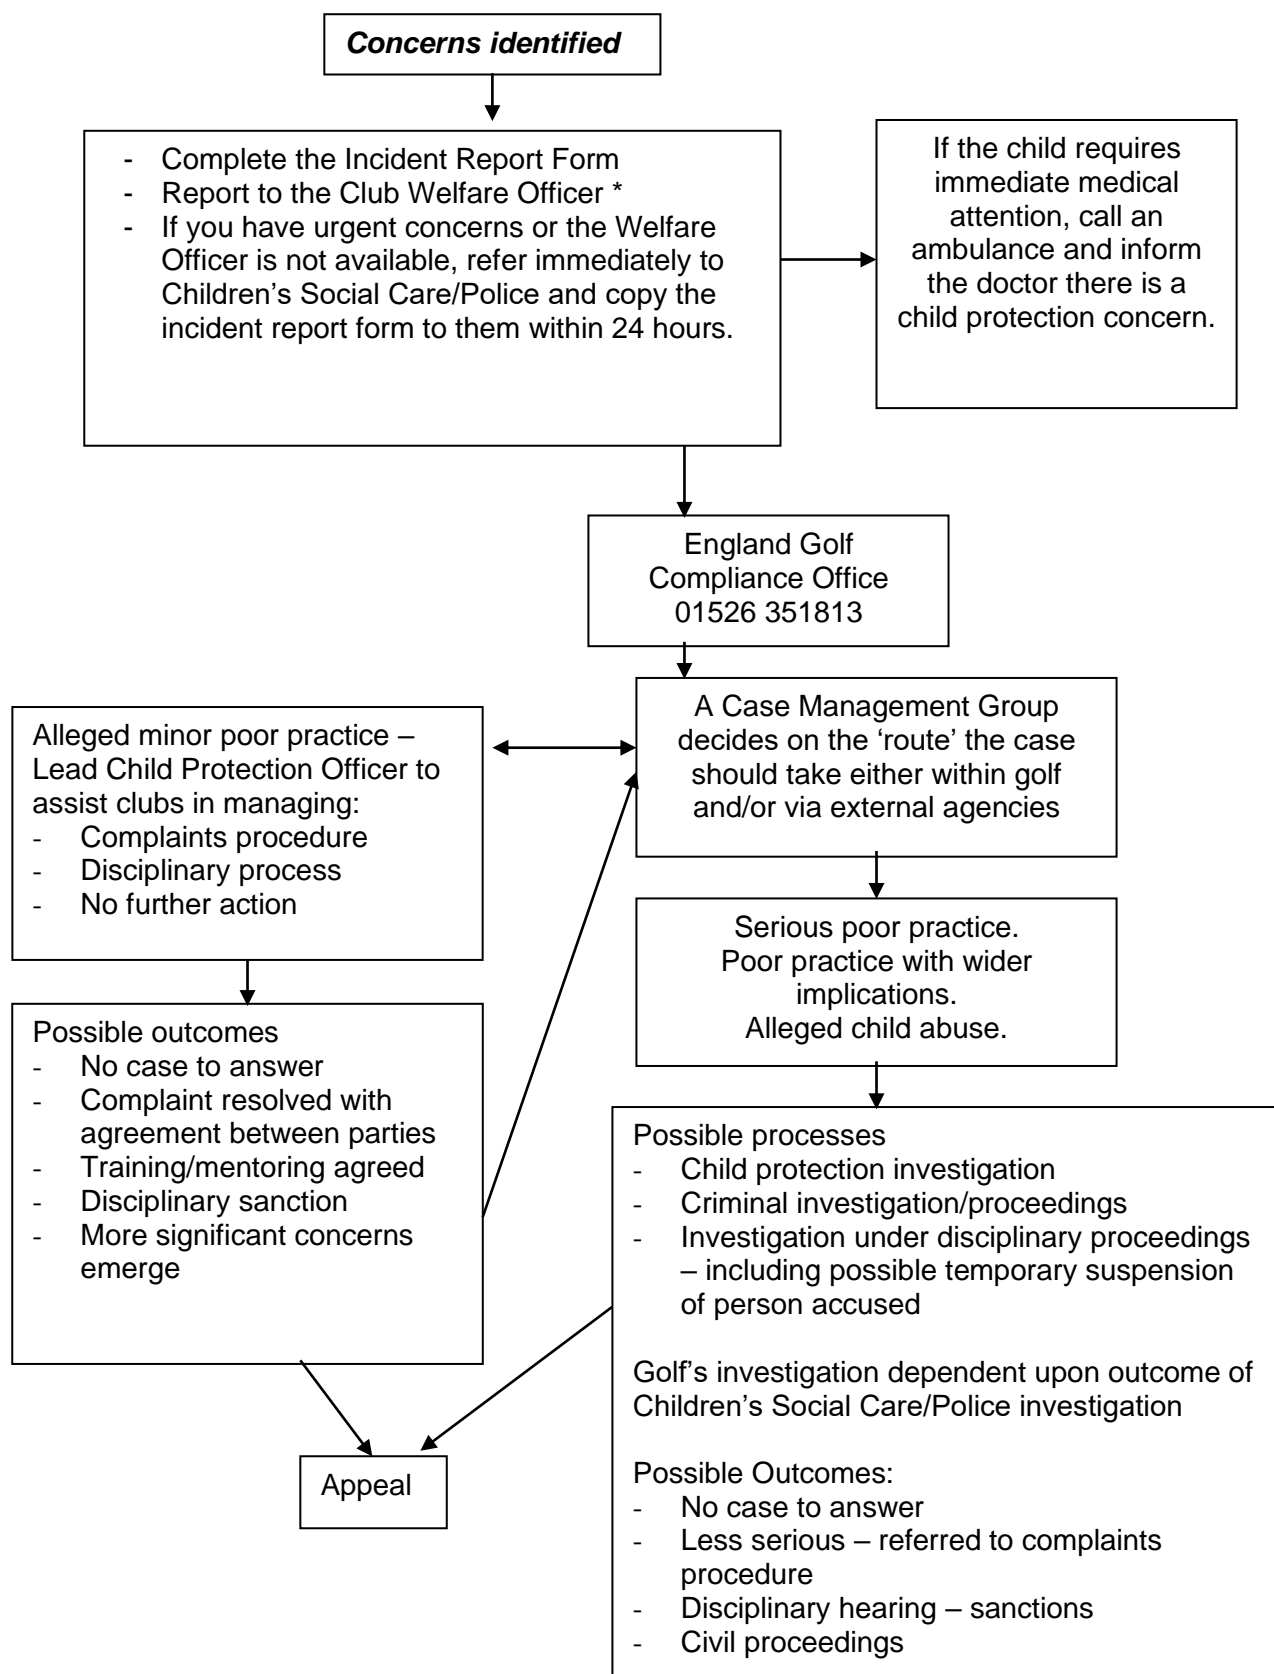 Concerns identified
- Complete the Incident Report Form
- Report to the Club Welfare Officer *
- If you have urgent concerns or the Welfare
Officer is not available, refer immediately to
Children’s Social Care/Police and copy the
incident report form to them within 24 hours.
If the child requires
immediate medical
attention, call an
ambulance and inform
the doctor there is a
child protection concern.
England Golf
Compliance Office
01526 351813
A Case Management Group
decides on the ‘route’ the case
should take either within golf
and/or via external agencies
Alleged minor poor practice –
Lead Child Protection Officer to
assist clubs in managing:
- Complaints procedure
- Disciplinary process
- No further action
Serious poor practice.
Poor practice with wider
implications.
Alleged child abuse.
Possible outcomes
- No case to answer
- Complaint resolved with
agreement between parties
- Training/mentoring agreed
- Disciplinary sanction
- More significant concerns
emerge
Possible processes
- Child protection investigation
- Criminal investigation/proceedings
- Investigation under disciplinary proceedings
– including possible temporary suspension
of person accused
Golf’s investigation dependent upon outcome of
Children’s Social Care/Police investigation
Possible Outcomes:
- No case to answer
- Less serious – referred to complaints
procedure
- Disciplinary hearing – sanctions
- Civil proceedings
Appeal